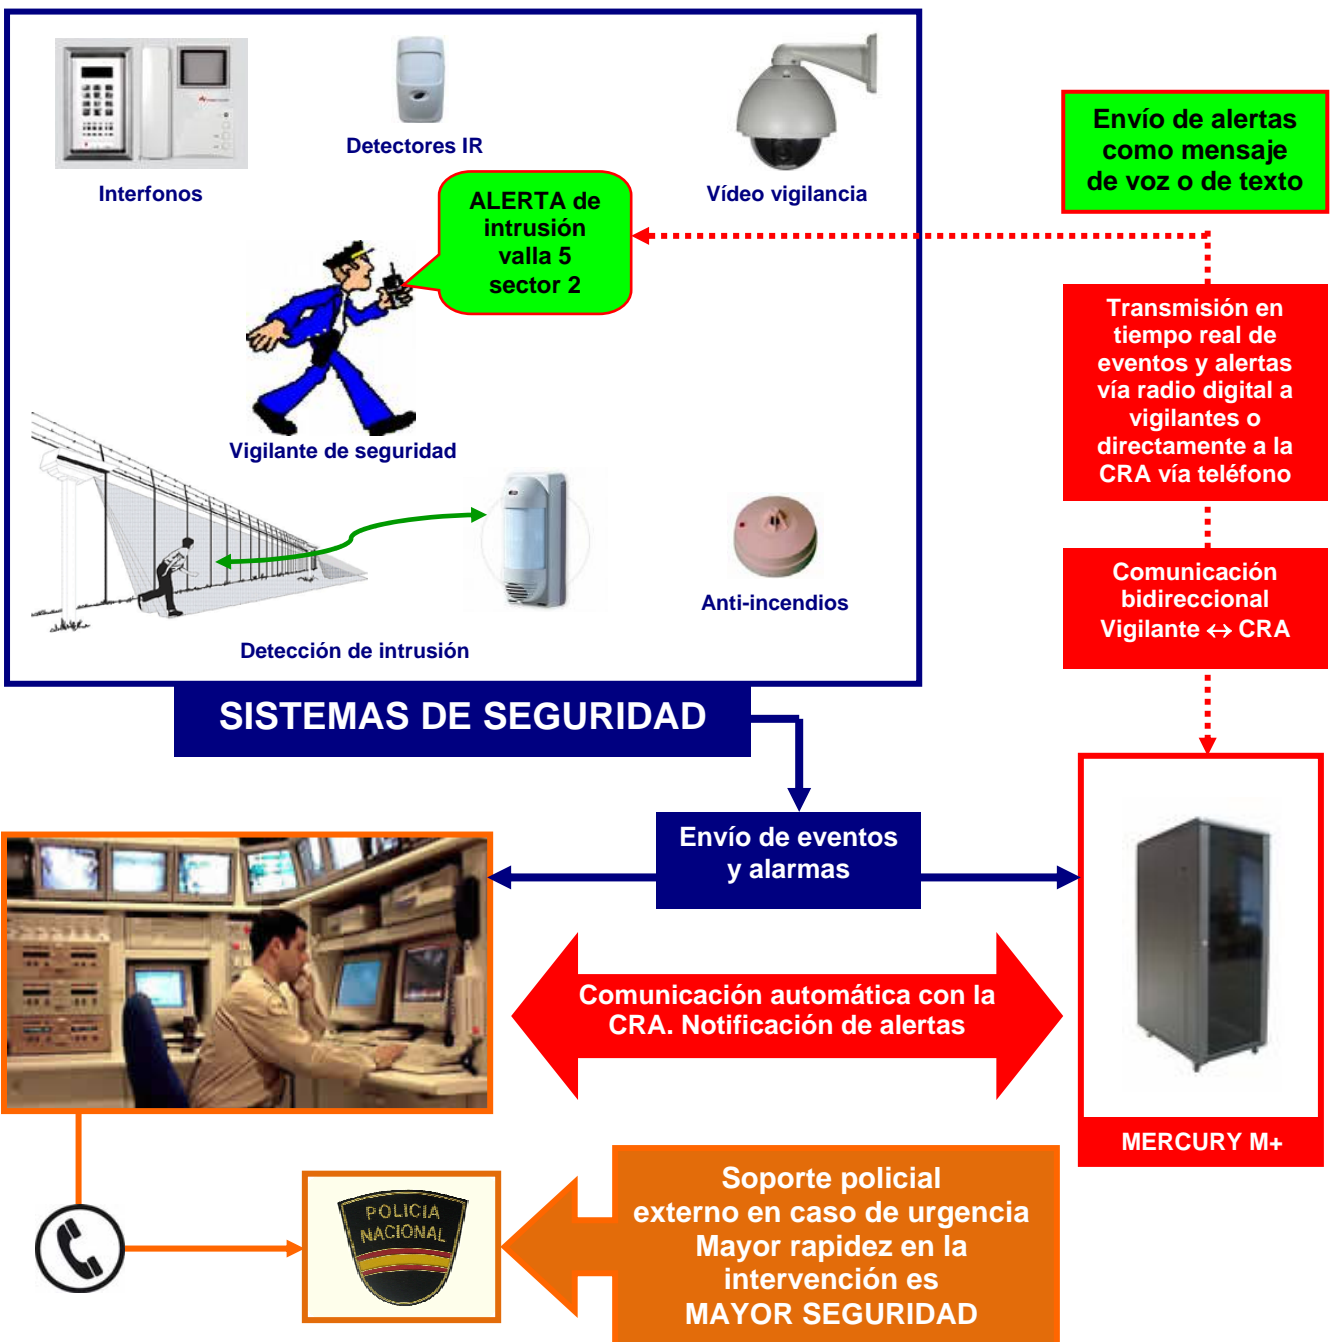 Interfonos
Detectores IR
Vídeo vigilancia
ALERTA de
intrusión
valla 5
sector 2
Vigilante de seguridad
Detección de intrusión
Anti-incendios
SISTEMAS DE SEGURIDAD
Envío de alertas
como mensaje
de voz o de texto
Transmisión en
tiempo real de
eventos y alertas
vía radio digital a
vigilantes o
directamente a la
CRA vía teléfono
Comunicación
bidireccional
Vigilante ↔ CRA
Envío de eventos
y alarmas
Comunicación automática con la
CRA. Notificación de alertas
MERCURY M+
POLICIA
NACIONAL
Soporte policial
externo en caso de urgencia
Mayor rapidez en la
intervención es
MAYOR SEGURIDAD